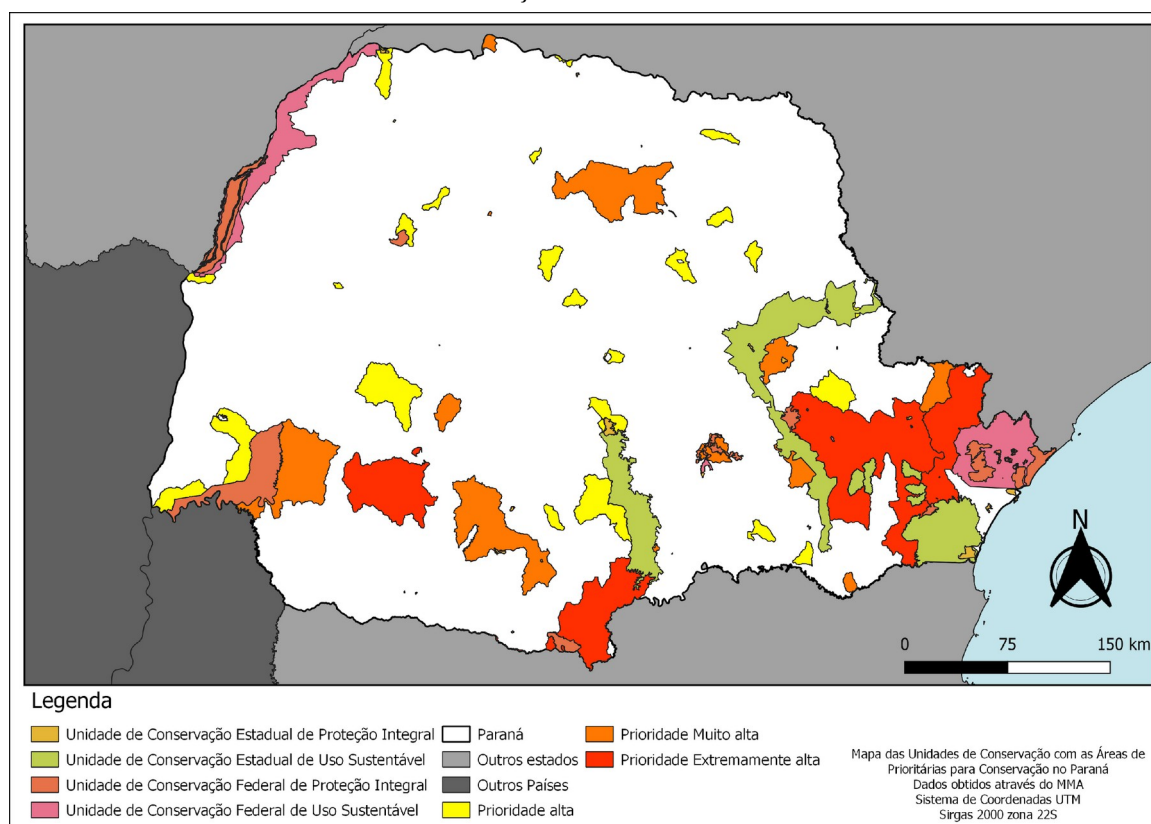 N
0 75 150 km
Legenda
Unidade de Conservação Estadual de Proteção Integral
Unidade de Conservação Estadual de Uso Sustentável
Unidade de Conservação Federal de Proteção Integral
Unidade de Conservação Federal de Uso Sustentável
Paraná
Outros estados
Outros Países
Prioridade alta
Prioridade Muito alta
Prioridade Extremamente alta
Mapa das Unidades de Conservação com as Áreas de
Prioritárias para Conservação no Paraná
Dados obtidos através do MMA
Sistema de Coordenadas UTM
Sirgas 2000 zona 22S